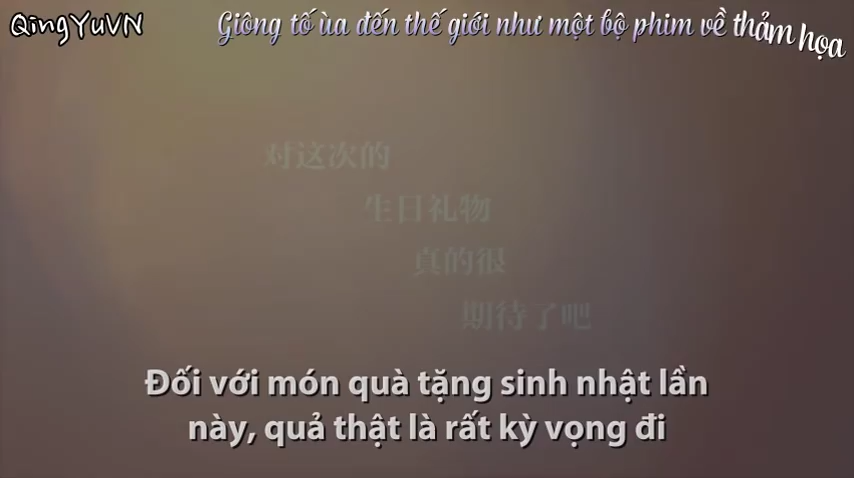 QingYuVN
Giông tố ùa đến thế giới như một bộ phim về thảm họa
对这次的
生日礼物
真的很
期待了吧
Đối với món quà tặng sinh nhật lần
này, quả thật là rất kỳ vọng đi